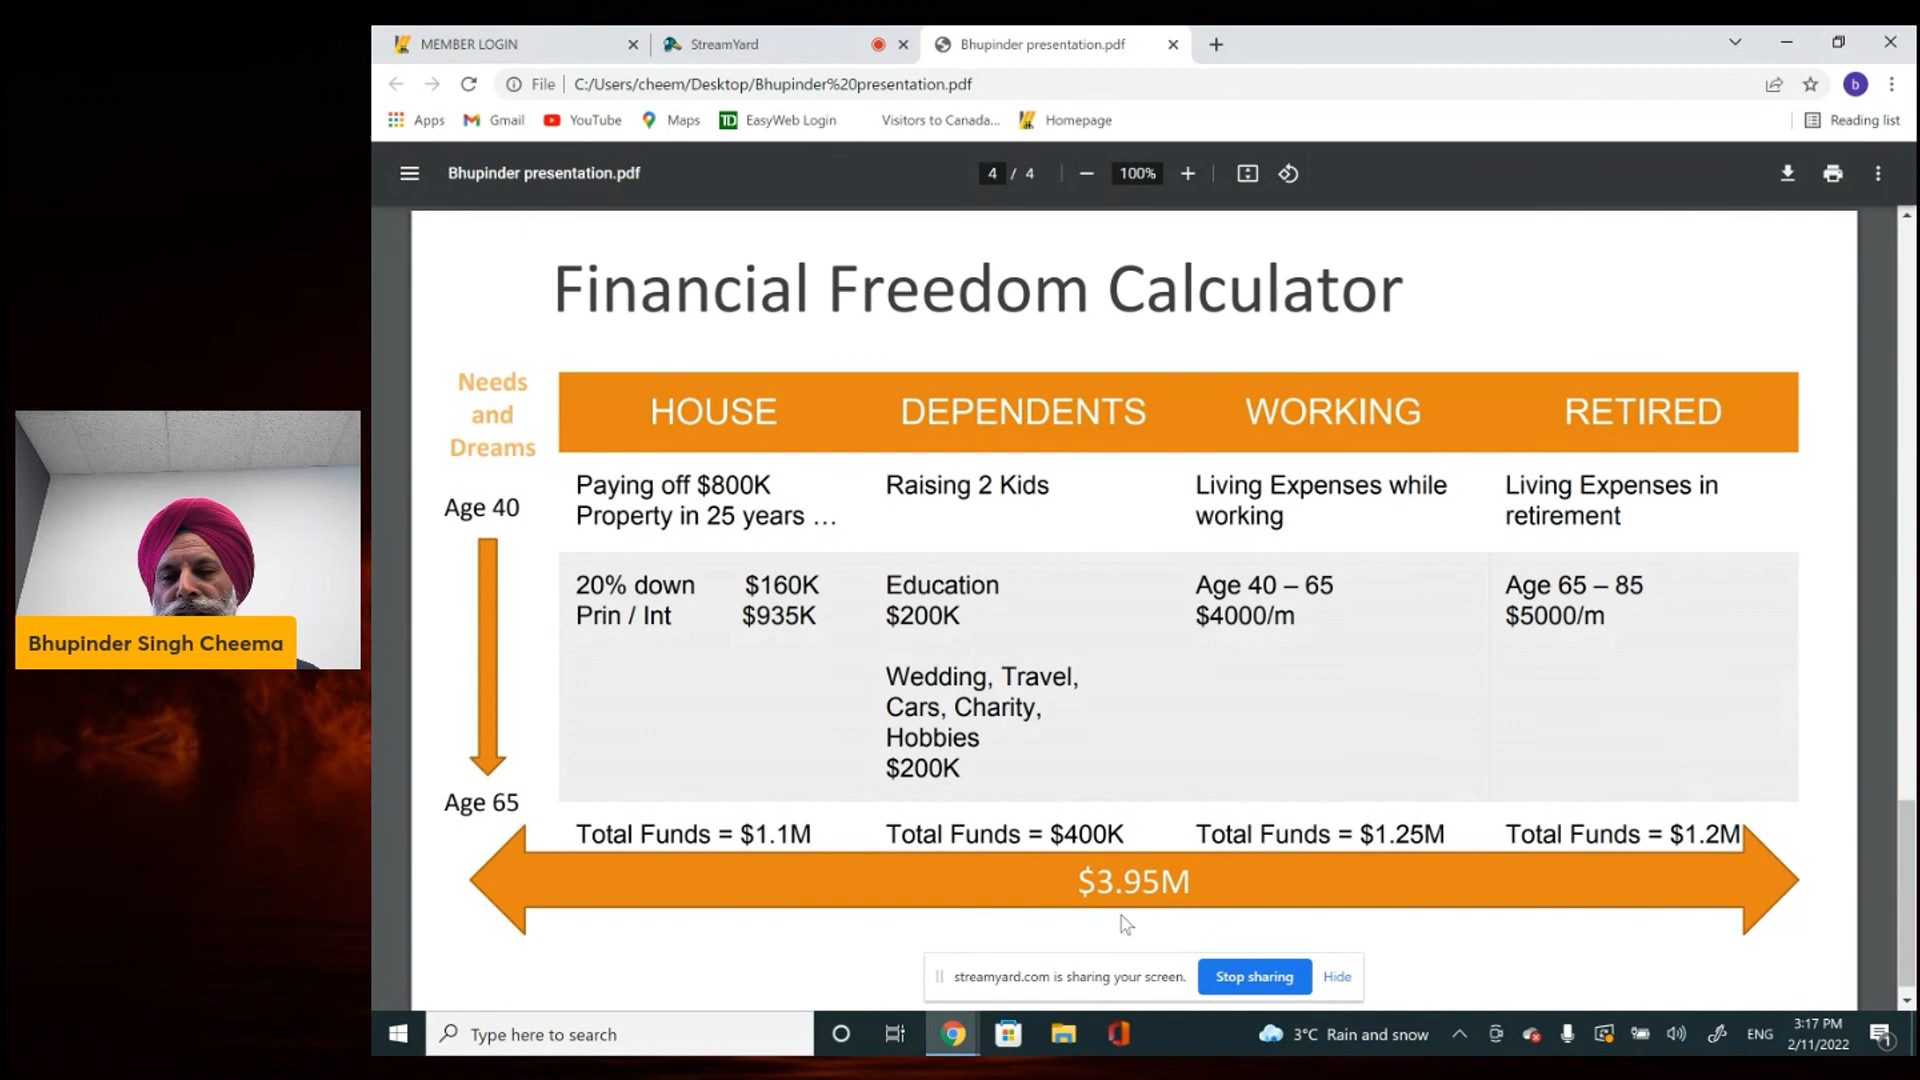 MEMBER LOGIN
StreamYard
Bhupinder presentation.pdf
File
C:/Users/cheem/Desktop/Bhupinder%20presentation.pdf
b
Apps
Gmail
YouTube
Maps
TD
EasyWeb Login
Visitors to Canada...
Homepage
Reading list
Bhupinder presentation.pdf
4 / 4
100%
Financial Freedom Calculator
Needs
and
Dreams
HOUSE
DEPENDENTS
WORKING
RETIRED
Age 40
Paying off $800K
Property in 25 years …
Raising 2 Kids
Living Expenses while
working
Living Expenses in
retirement
20% down $160K
Prin / Int $935K
Education
$200K
Wedding, Travel,
Cars, Charity,
Hobbies
$200K
Age 40 – 65
$4000/m
Age 65 – 85
$5000/m
Age 65
Total Funds = $1.1M
Total Funds = $400K
Total Funds = $1.25M
Total Funds = $1.2M
$3.95M
Bhupinder Singh Cheema
streamyard.com is sharing your screen.
Stop sharing
Hide
Type here to search
3°C Rain and snow
ENG
3:17 PM
2/11/2022
1